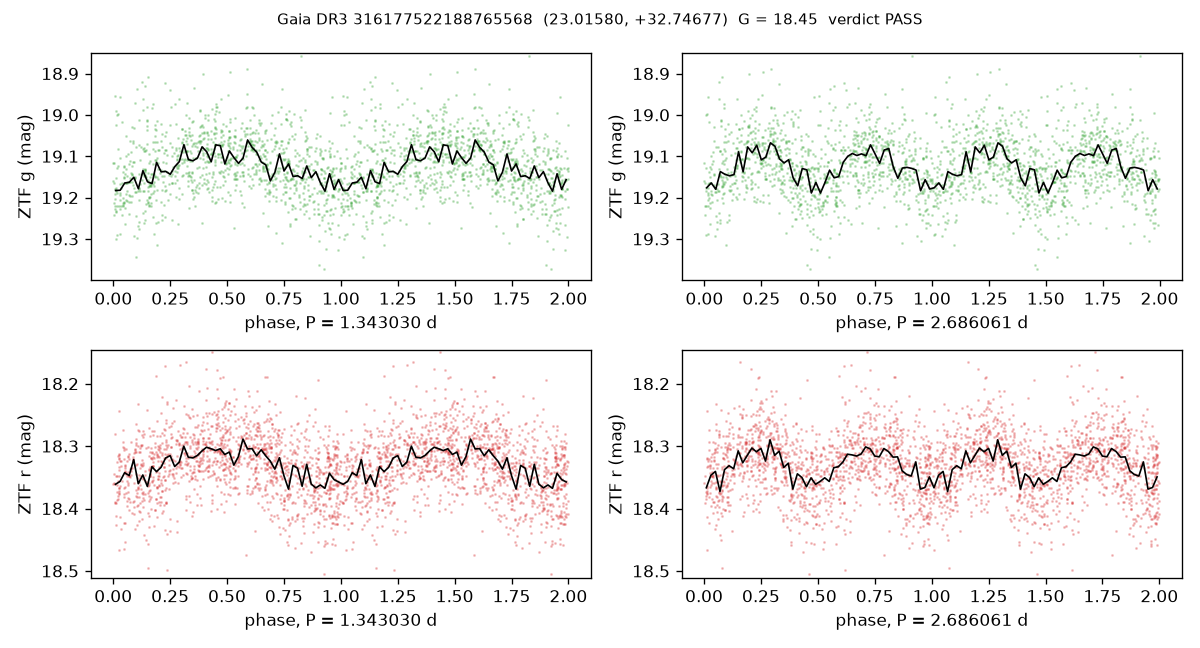 Gaia DR3 316177522188765568 (23.01580, +32.74677) G = 18.45 verdict PASS
ZTF g (mag)
18.9
19.0
19.1
19.2
19.3
0.00 0.25 0.50 0.75 1.00 1.25 1.50 1.75 2.00
phase, P = 1.343030 d
ZTF g (mag)
18.9
19.0
19.1
19.2
19.3
0.00 0.25 0.50 0.75 1.00 1.25 1.50 1.75 2.00
phase, P = 2.686061 d
ZTF r (mag)
18.2
18.3
18.4
18.5
0.00 0.25 0.50 0.75 1.00 1.25 1.50 1.75 2.00
phase, P = 1.343030 d
ZTF r (mag)
18.2
18.3
18.4
18.5
0.00 0.25 0.50 0.75 1.00 1.25 1.50 1.75 2.00
phase, P = 2.686061 d